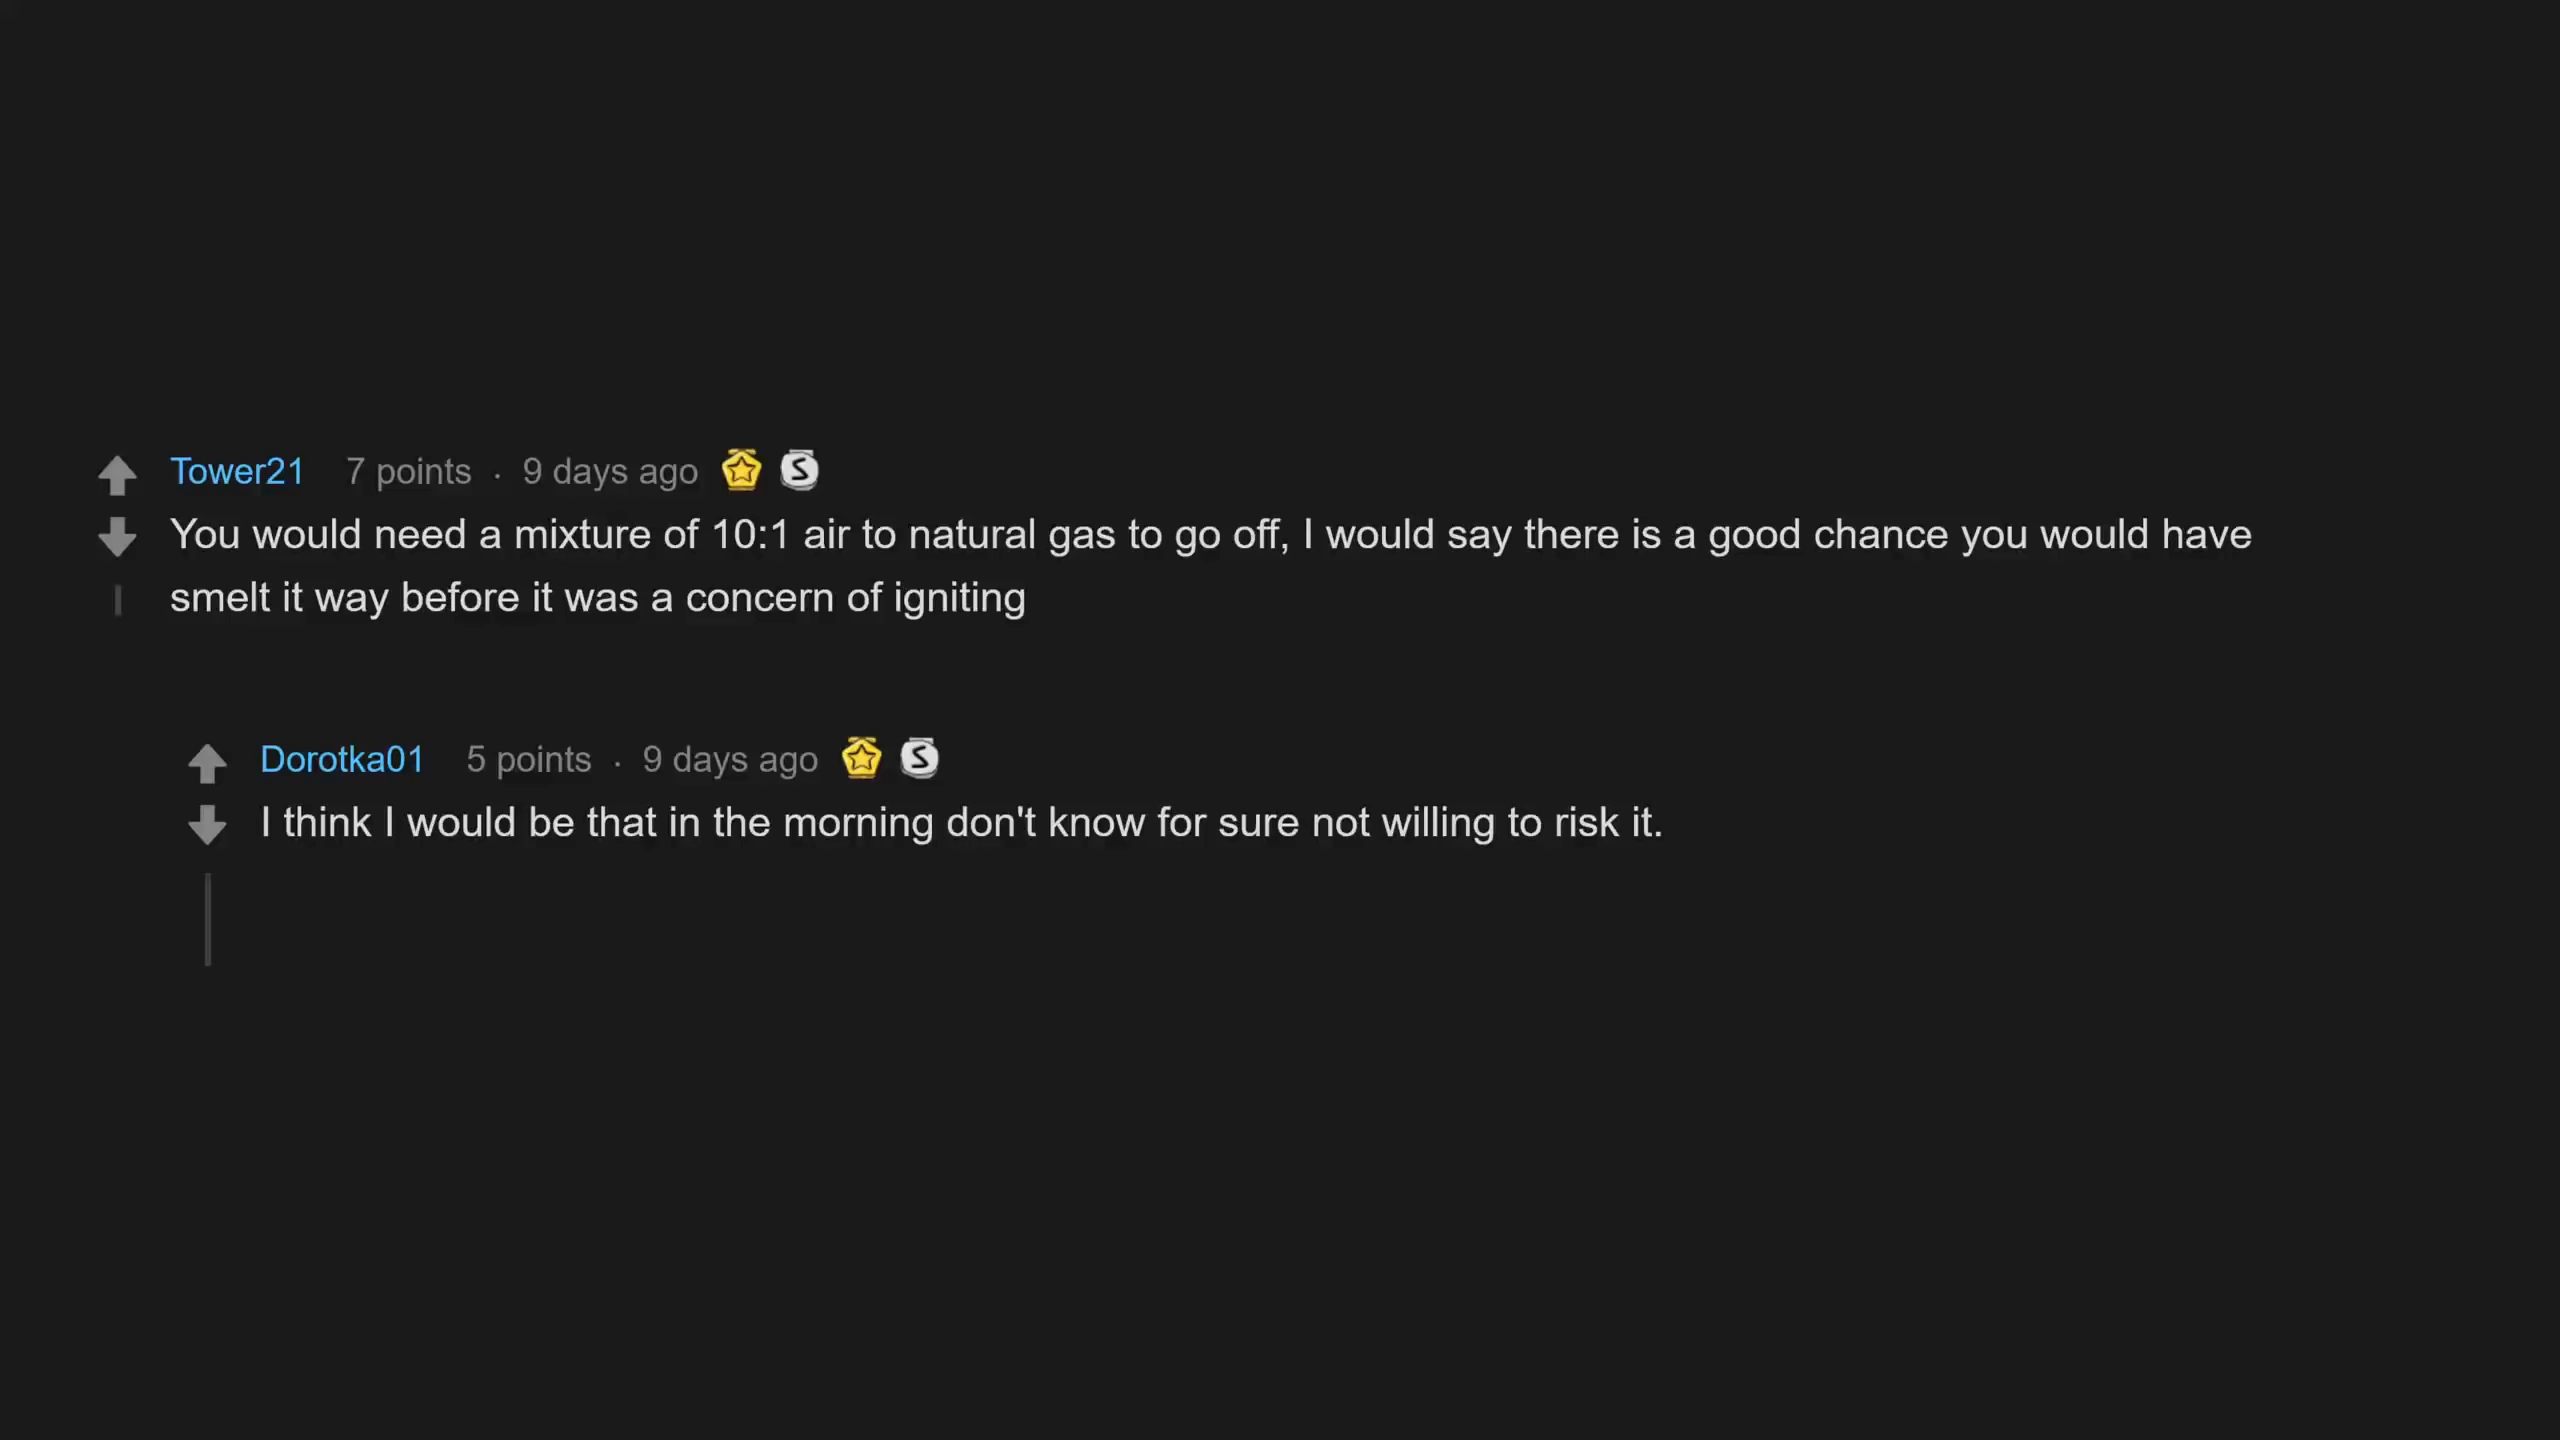 Tower21 7 points · 9 days ago S
You would need a mixture of 10:1 air to natural gas to go off, I would say there is a good chance you would have
smelt it way before it was a concern of igniting
Dorotka01 5 points · 9 days ago S
I think I would be that in the morning don't know for sure not willing to risk it.